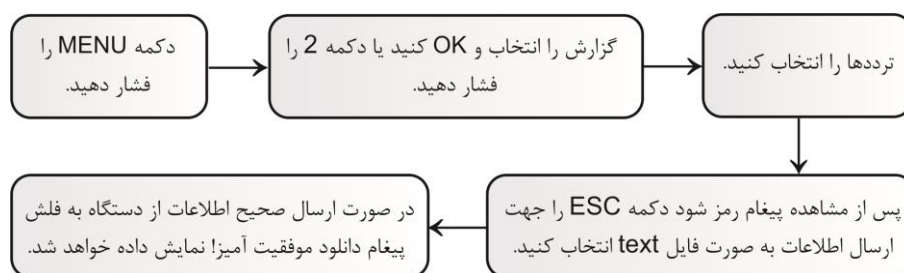 دکمه MENU را
فشار دهید.
گزارش را انتخاب و OK کنید یا دکمه 2 را
فشار دهید.
ترددها را انتخاب کنید.
پس از مشاهده پیغام رمز شود دکمه ESC را جهت
ارسال اطلاعات به صورت فایل text انتخاب کنید.
در صورت ارسال صحیح اطلاعات از دستگاه به فلش
پیغام دانلود موفقیت آمیز! نمایش داده خواهد شد.